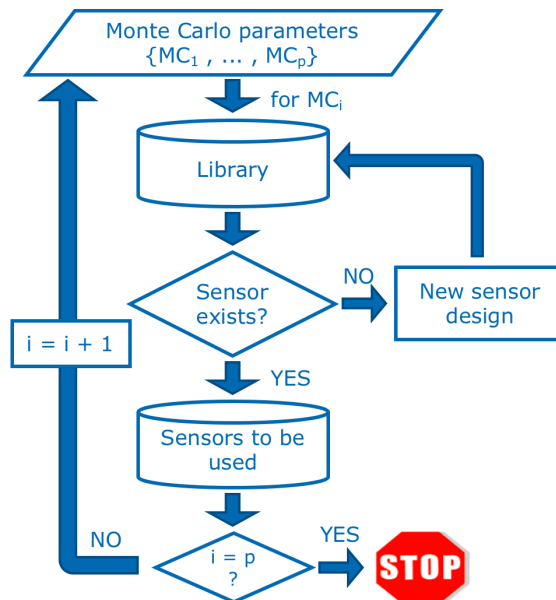 Monte Carlo parameters
{MC₁ , ... , MCₚ}
for MCᵢ
Library
Sensor
exists?
NO
New sensor
design
i = i + 1
YES
Sensors to be
used
NO
i = p
?
YES
STOP